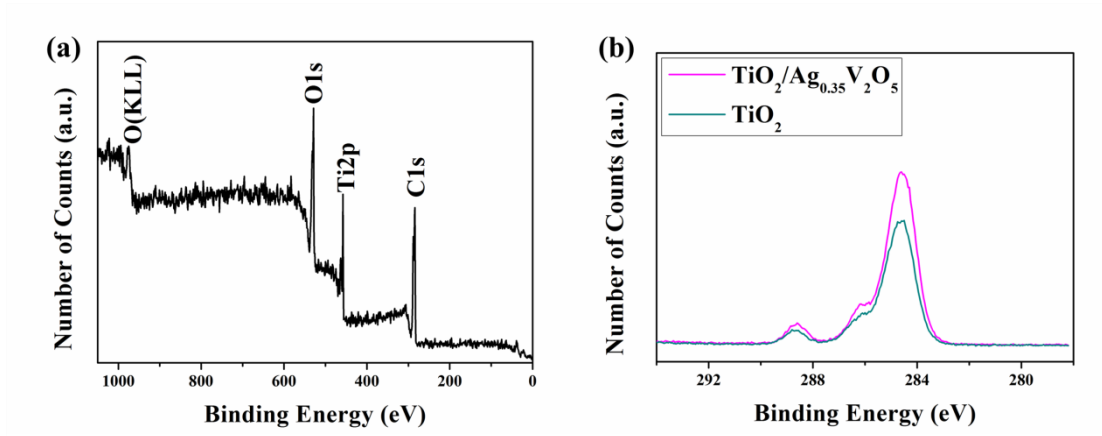 (a)
Number of Counts (a.u.)
O(KLL)
O1s
Ti2p
C1s
1000 800 600 400 200 0
Binding Energy (eV)
(b)
Number of Counts (a.u.)
TiO₂/Ag₀.₃₅V₂O₅
TiO₂
292 288 284 280
Binding Energy (eV)